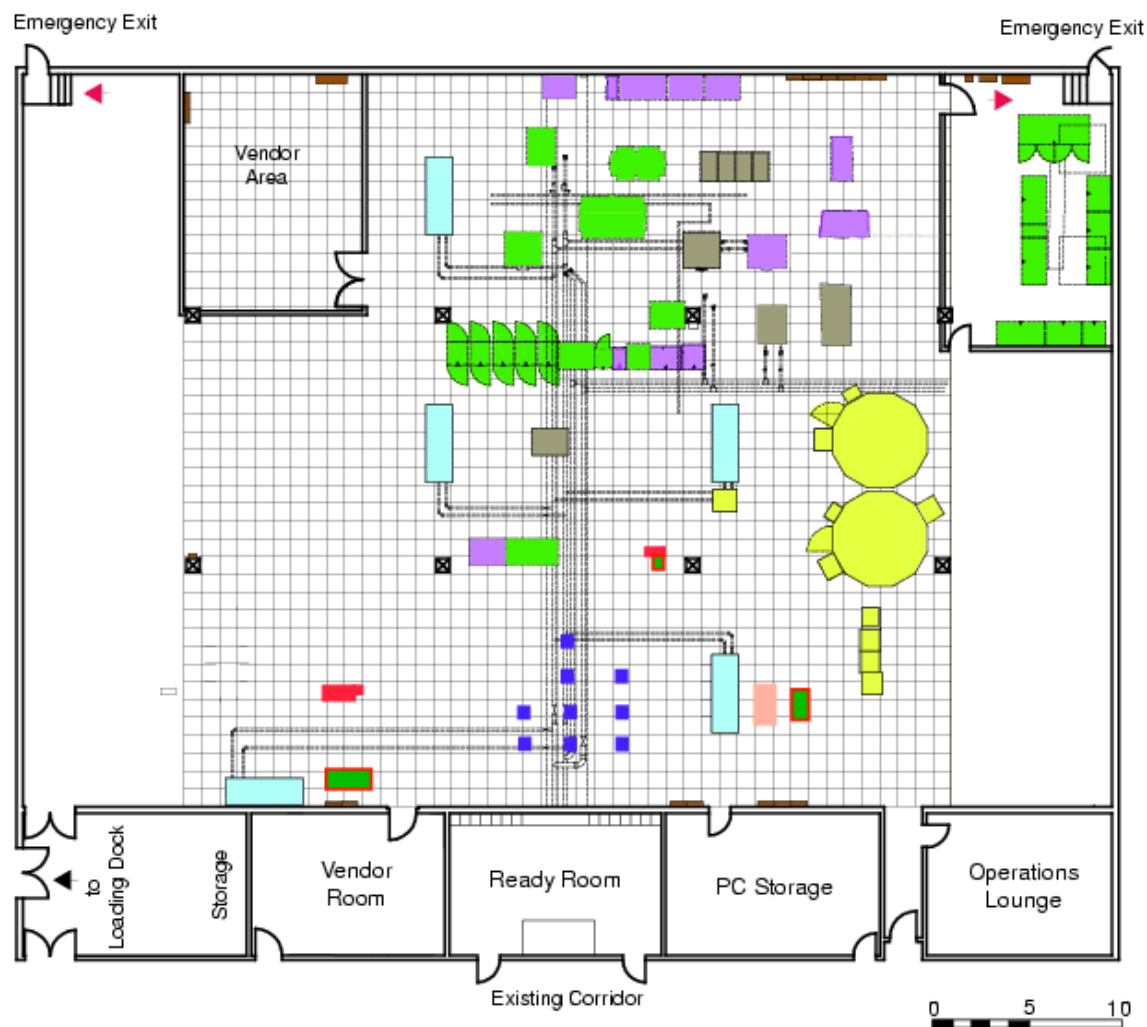 Emergency Exit
Emergency Exit
Vendor
Area
to
Loading Dock
Storage
Vendor
Room
Ready Room
PC Storage
Operations
Lounge
Existing Corridor
0 5 10